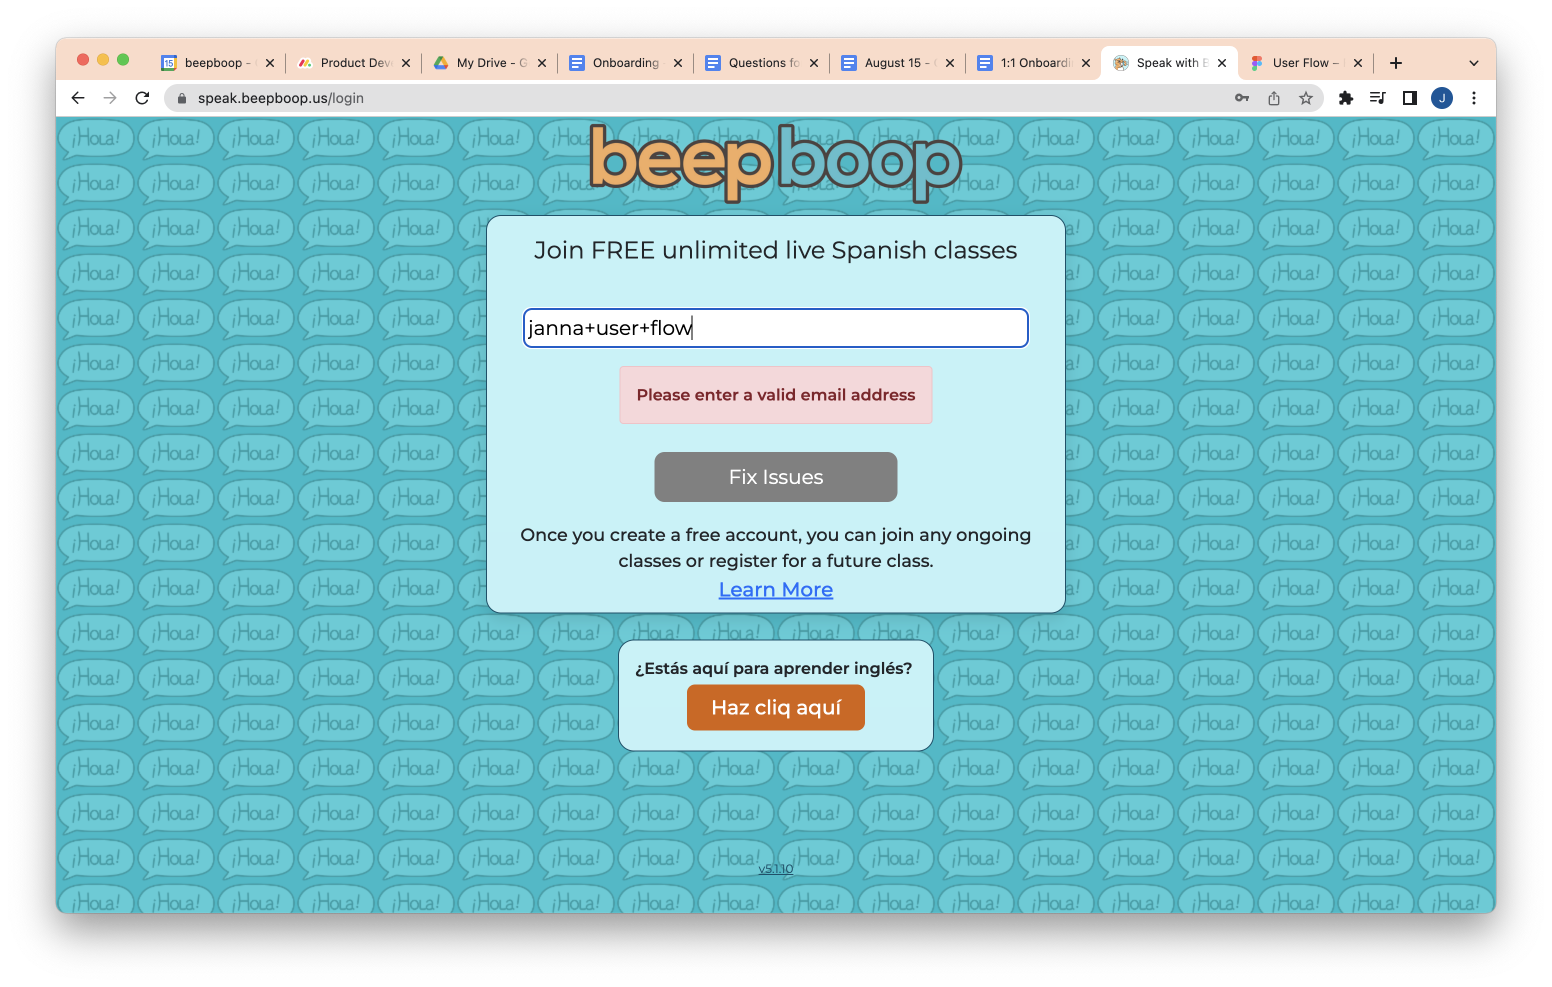 beepboop -
Product Dev
My Drive - G
Onboarding
Questions fo
August 15 -
1:1 Onboardi
Speak with B
User Flow –
speak.beepboop.us/login
J
beepboop
Join FREE unlimited live Spanish classes
janna+user+flow
Please enter a valid email address
Fix Issues
Once you create a free account, you can join any ongoing
classes or register for a future class.
Learn More
¿Estás aquí para aprender inglés?
Haz cliq aquí
v5.1.10
¡Hola!